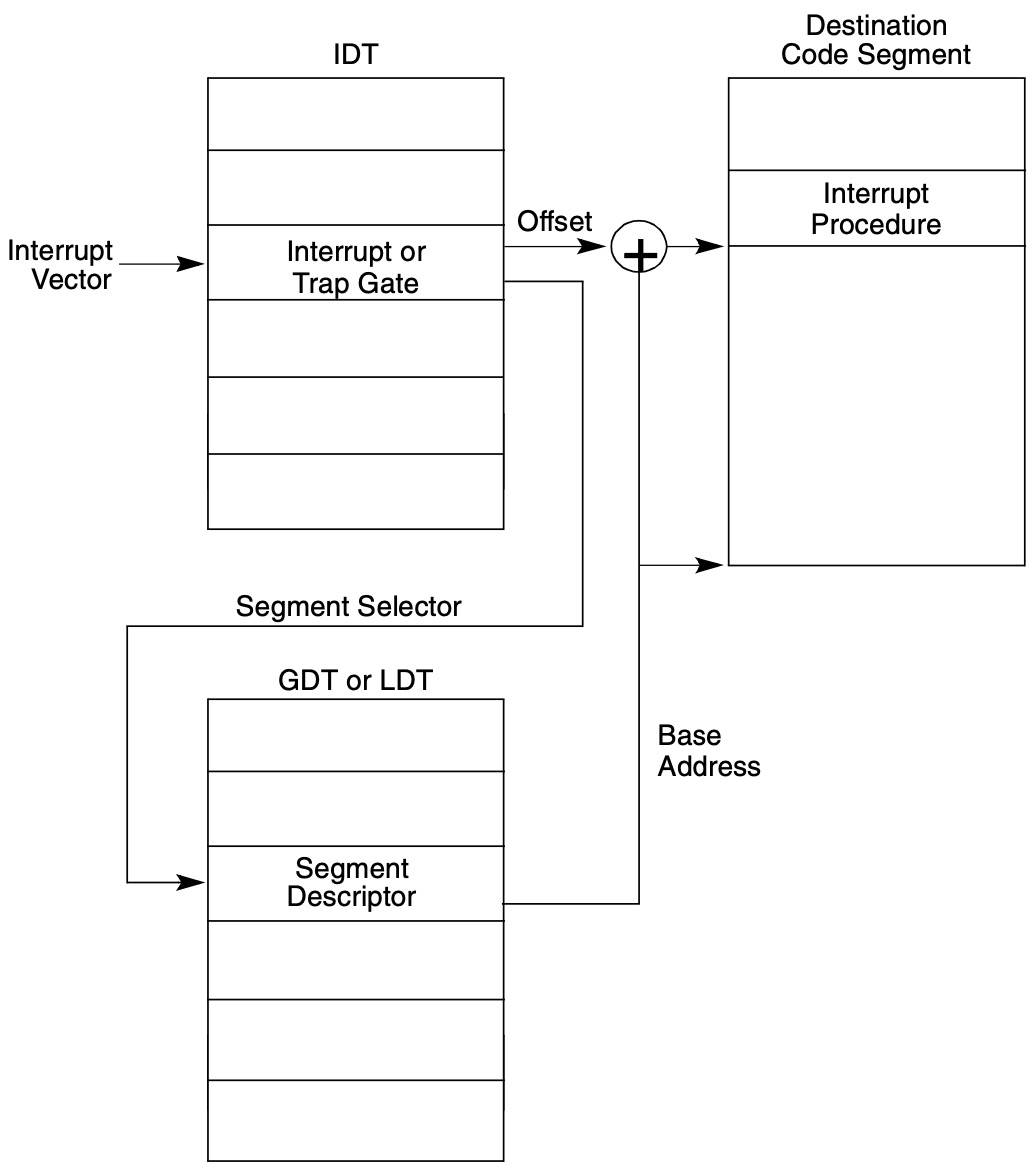 IDT
Destination
Code Segment
Interrupt
Vector
Interrupt or
Trap Gate
Offset
+
Interrupt
Procedure
Segment Selector
GDT or LDT
Segment
Descriptor
Base
Address